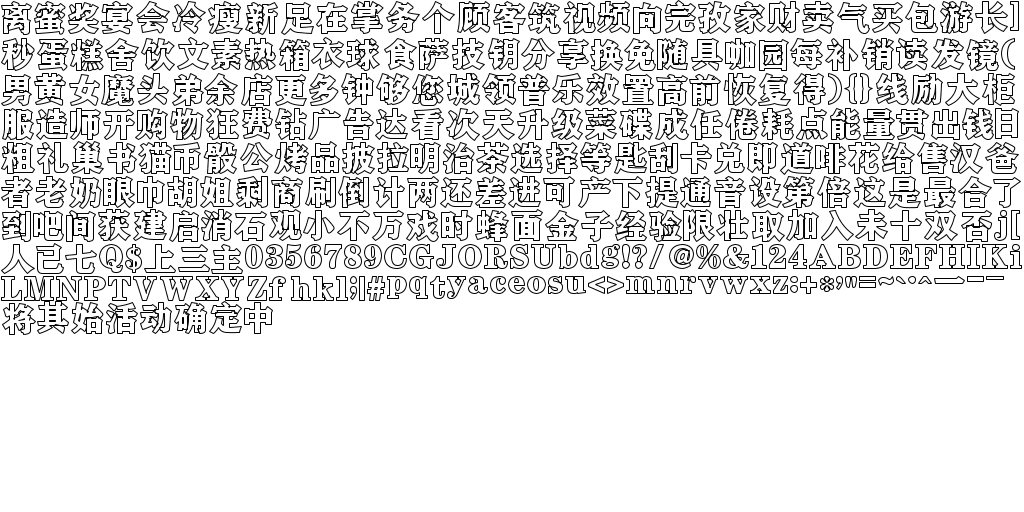 离蜜奖宴会冷瘦新足在掌务个顾客筑视频向完孜家财卖气买包游长]
秒蛋糕舍饮文素热箱衣球食萨技钥分享换免随具咖园每补销读发镜(
男黄女魔头弟余店更多钟够您城领普乐效置高前恢复得){}线励大柜
服造师开购物狂费钻广告达看次天升级菜碟成任倦耗点能量贯出钱日
粗礼巢书猫币骰公烤品披拉明治茶选择等匙刮卡兑即道啡花给售汉爸
者老奶眼巾胡姐剩商刷倒计两还差进可产下提通音设第倍这是最合了
到吧间获建启消石观小不万戏时蜂面金子经验限壮取加入未十双否j[
人己七Q$上三主0356789CGJORSUbdg!?/@%&124ABDEFHIKi
LMNPTVWXYZfhkl;|#pqtyaceosu<>mnrvwxz:+*,"=~`'^—-¯
将其始活动确定中